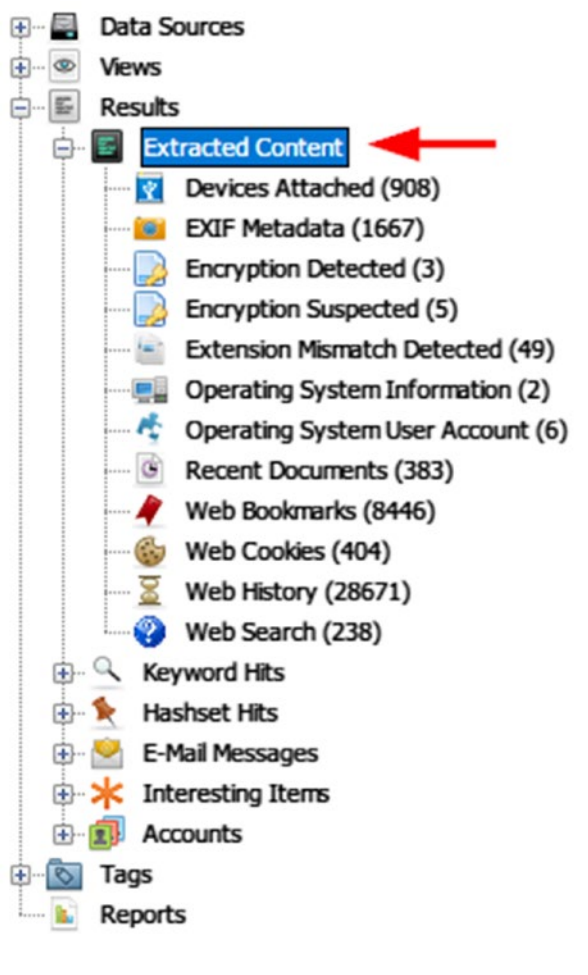 Data Sources
Views
Results
Extracted Content
Devices Attached (908)
EXIF Metadata (1667)
Encryption Detected (3)
Encryption Suspected (5)
Extension Mismatch Detected (49)
Operating System Information (2)
Operating System User Account (6)
Recent Documents (383)
Web Bookmarks (8446)
Web Cookies (404)
Web History (28671)
Web Search (238)
Keyword Hits
Hashset Hits
E-Mail Messages
Interesting Items
Accounts
Tags
Reports